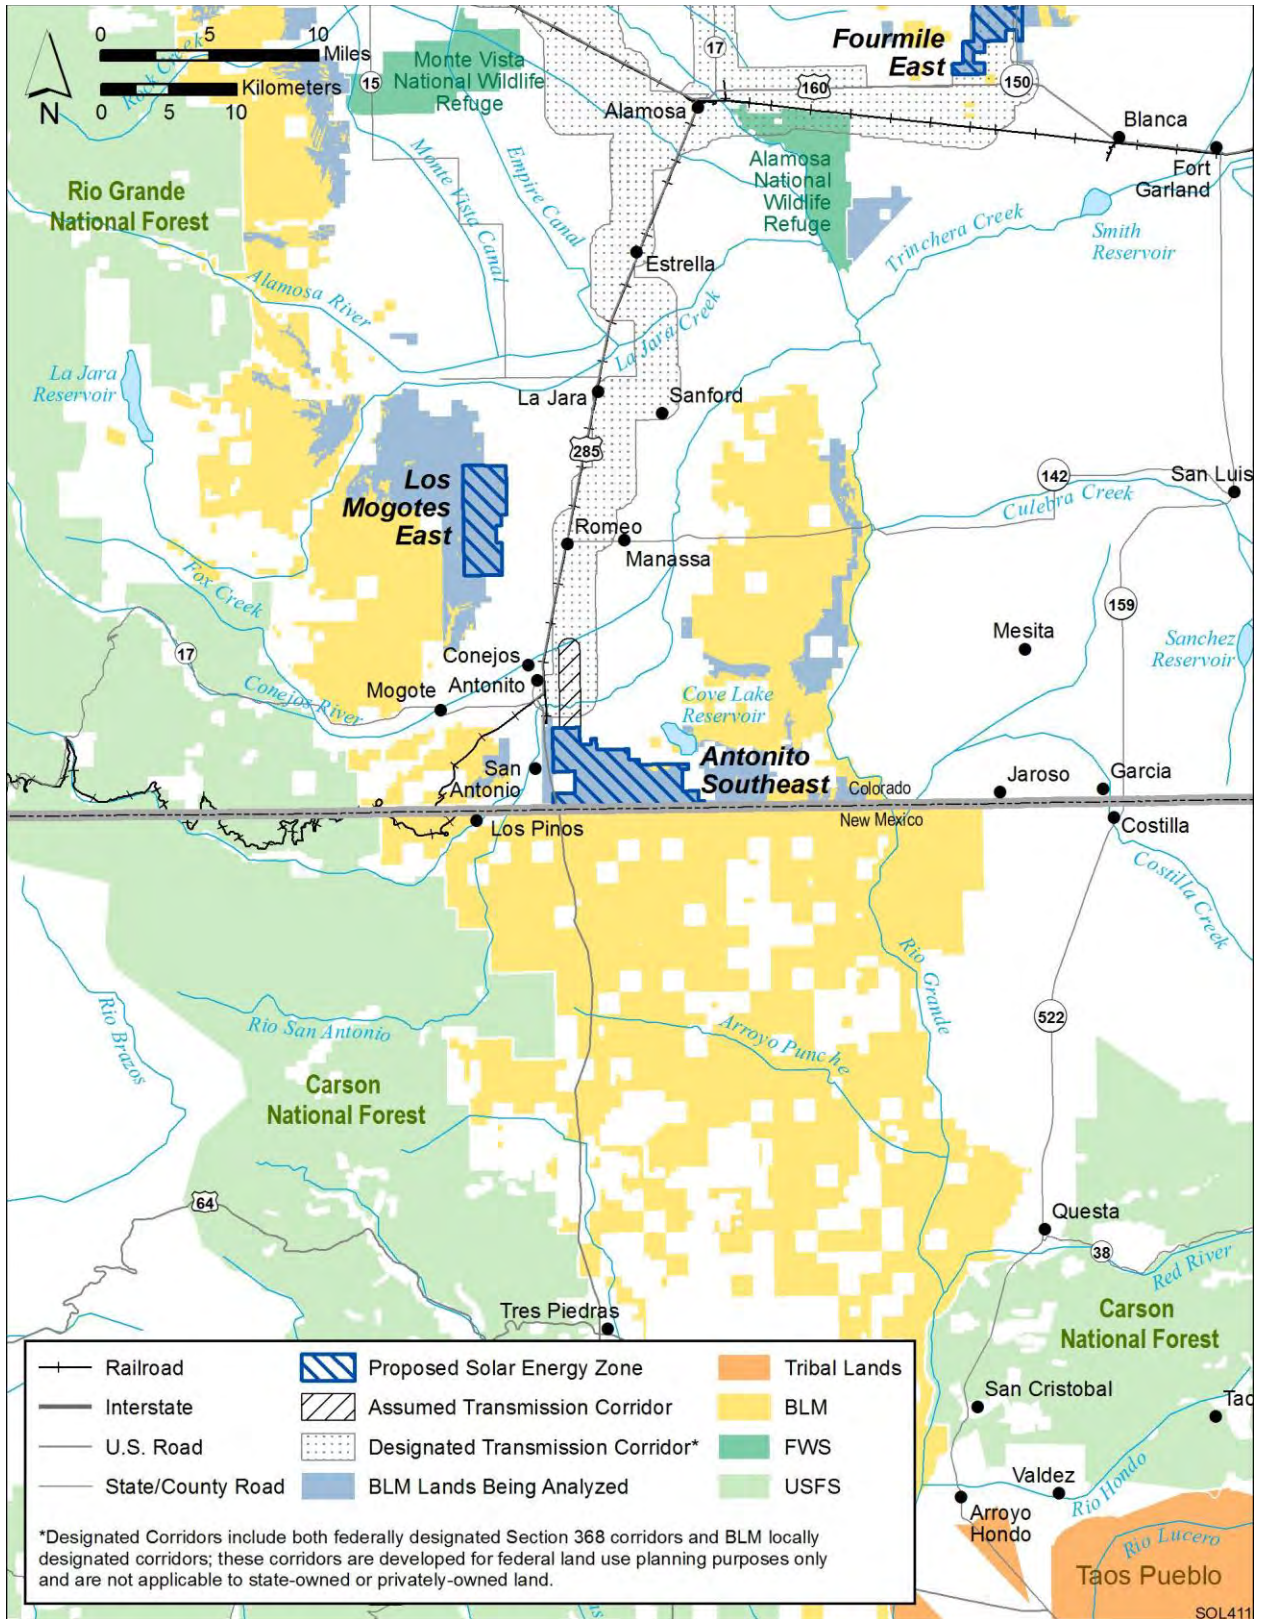 0 5 10
Miles
Kilometers
0 5 10
N
Rock Creek
15
Monte Vista
National Wildlife
Refuge
17
Fourmile
East
160
150
Alamosa
Blanca
Fort
Garland
Alamosa
National
Wildlife
Refuge
Rio Grande
National Forest
Monte Vista Canal
Empire Canal
Trinchera Creek
Smith
Reservoir
Estrella
Alamosa River
La Jara Creek
La Jara
Reservoir
La Jara
Sanford
285
Los
Mogotes
East
142
San Luis
Culebra Creek
Romeo
Manassa
Fox Creek
159
17
Mesita
Sanchez
Reservoir
Conejos
Antonito
Mogote
Conejos River
Cove Lake
Reservoir
Antonito
Southeast
San
Antonio
Jaroso
Garcia
Colorado
New Mexico
Los Pinos
Costilla
Costilla Creek
Rio Grande
Rio Brazos
Rio San Antonio
Arroyo Punche
522
Carson
National Forest
64
Questa
38
Red River
Carson
National Forest
Tres Piedras
San Cristobal
Valdez
Rio Hondo
Arroyo
Hondo
Rio Lucero
Taos Pueblo
Railroad
Interstate
U.S. Road
State/County Road
Proposed Solar Energy Zone
Assumed Transmission Corridor
Designated Transmission Corridor*
BLM Lands Being Analyzed
Tribal Lands
BLM
FWS
USFS
*Designated Corridors include both federally designated Section 368 corridors and BLM locally
designated corridors; these corridors are developed for federal land use planning purposes only
and are not applicable to state-owned or privately-owned land.
SOL411